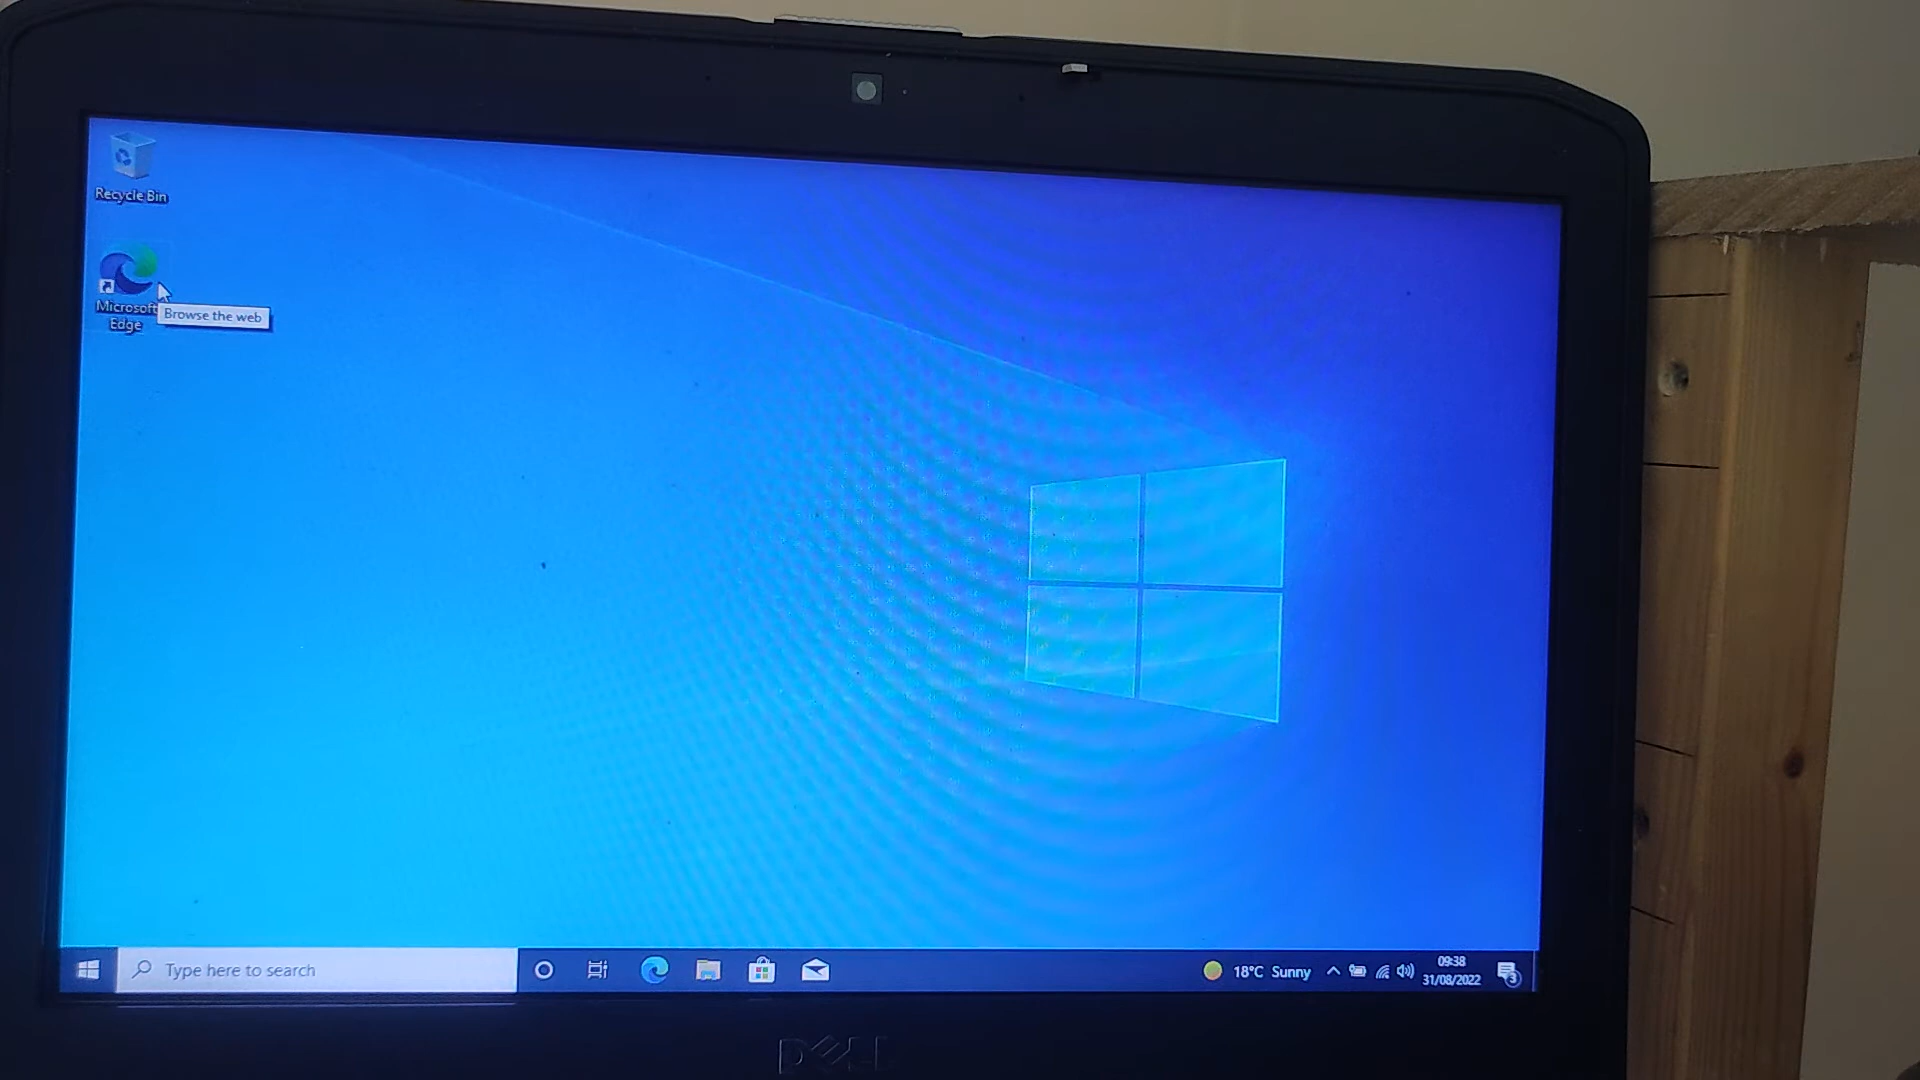 Recycle Bin
Microsoft
Edge
Browse the web
Type here to search
18°C Sunny
09:38
31/08/2022
3
DELL